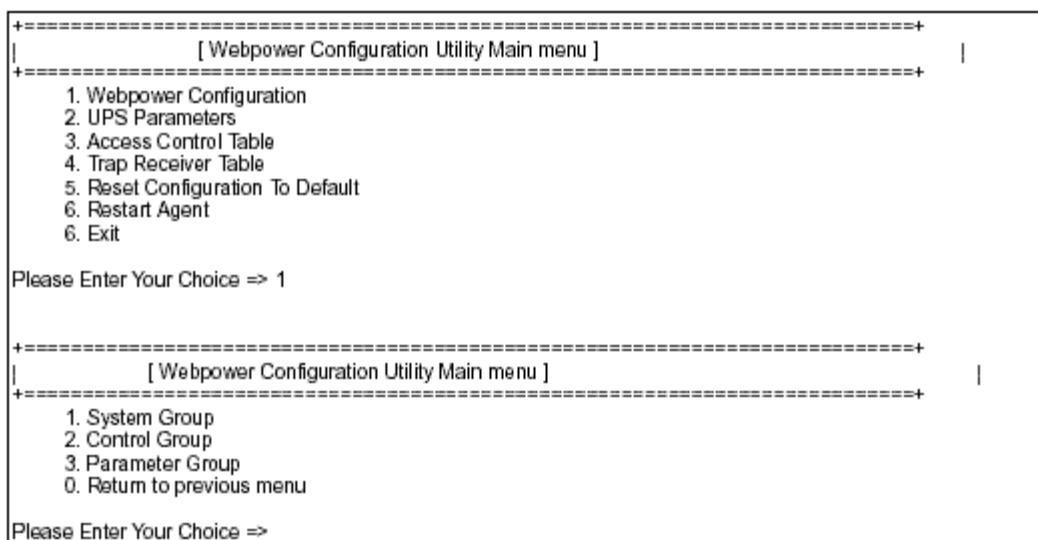 +==========================================================================+
| [ Webpower Configuration Utility Main menu ] |
+==========================================================================+
1. Webpower Configuration
2. UPS Parameters
3. Access Control Table
4. Trap Receiver Table
5. Reset Configuration To Default
6. Restart Agent
6. Exit
Please Enter Your Choice => 1
+==========================================================================+
| [ Webpower Configuration Utility Main menu ] |
+==========================================================================+
1. System Group
2. Control Group
3. Parameter Group
0. Return to previous menu
Please Enter Your Choice =>